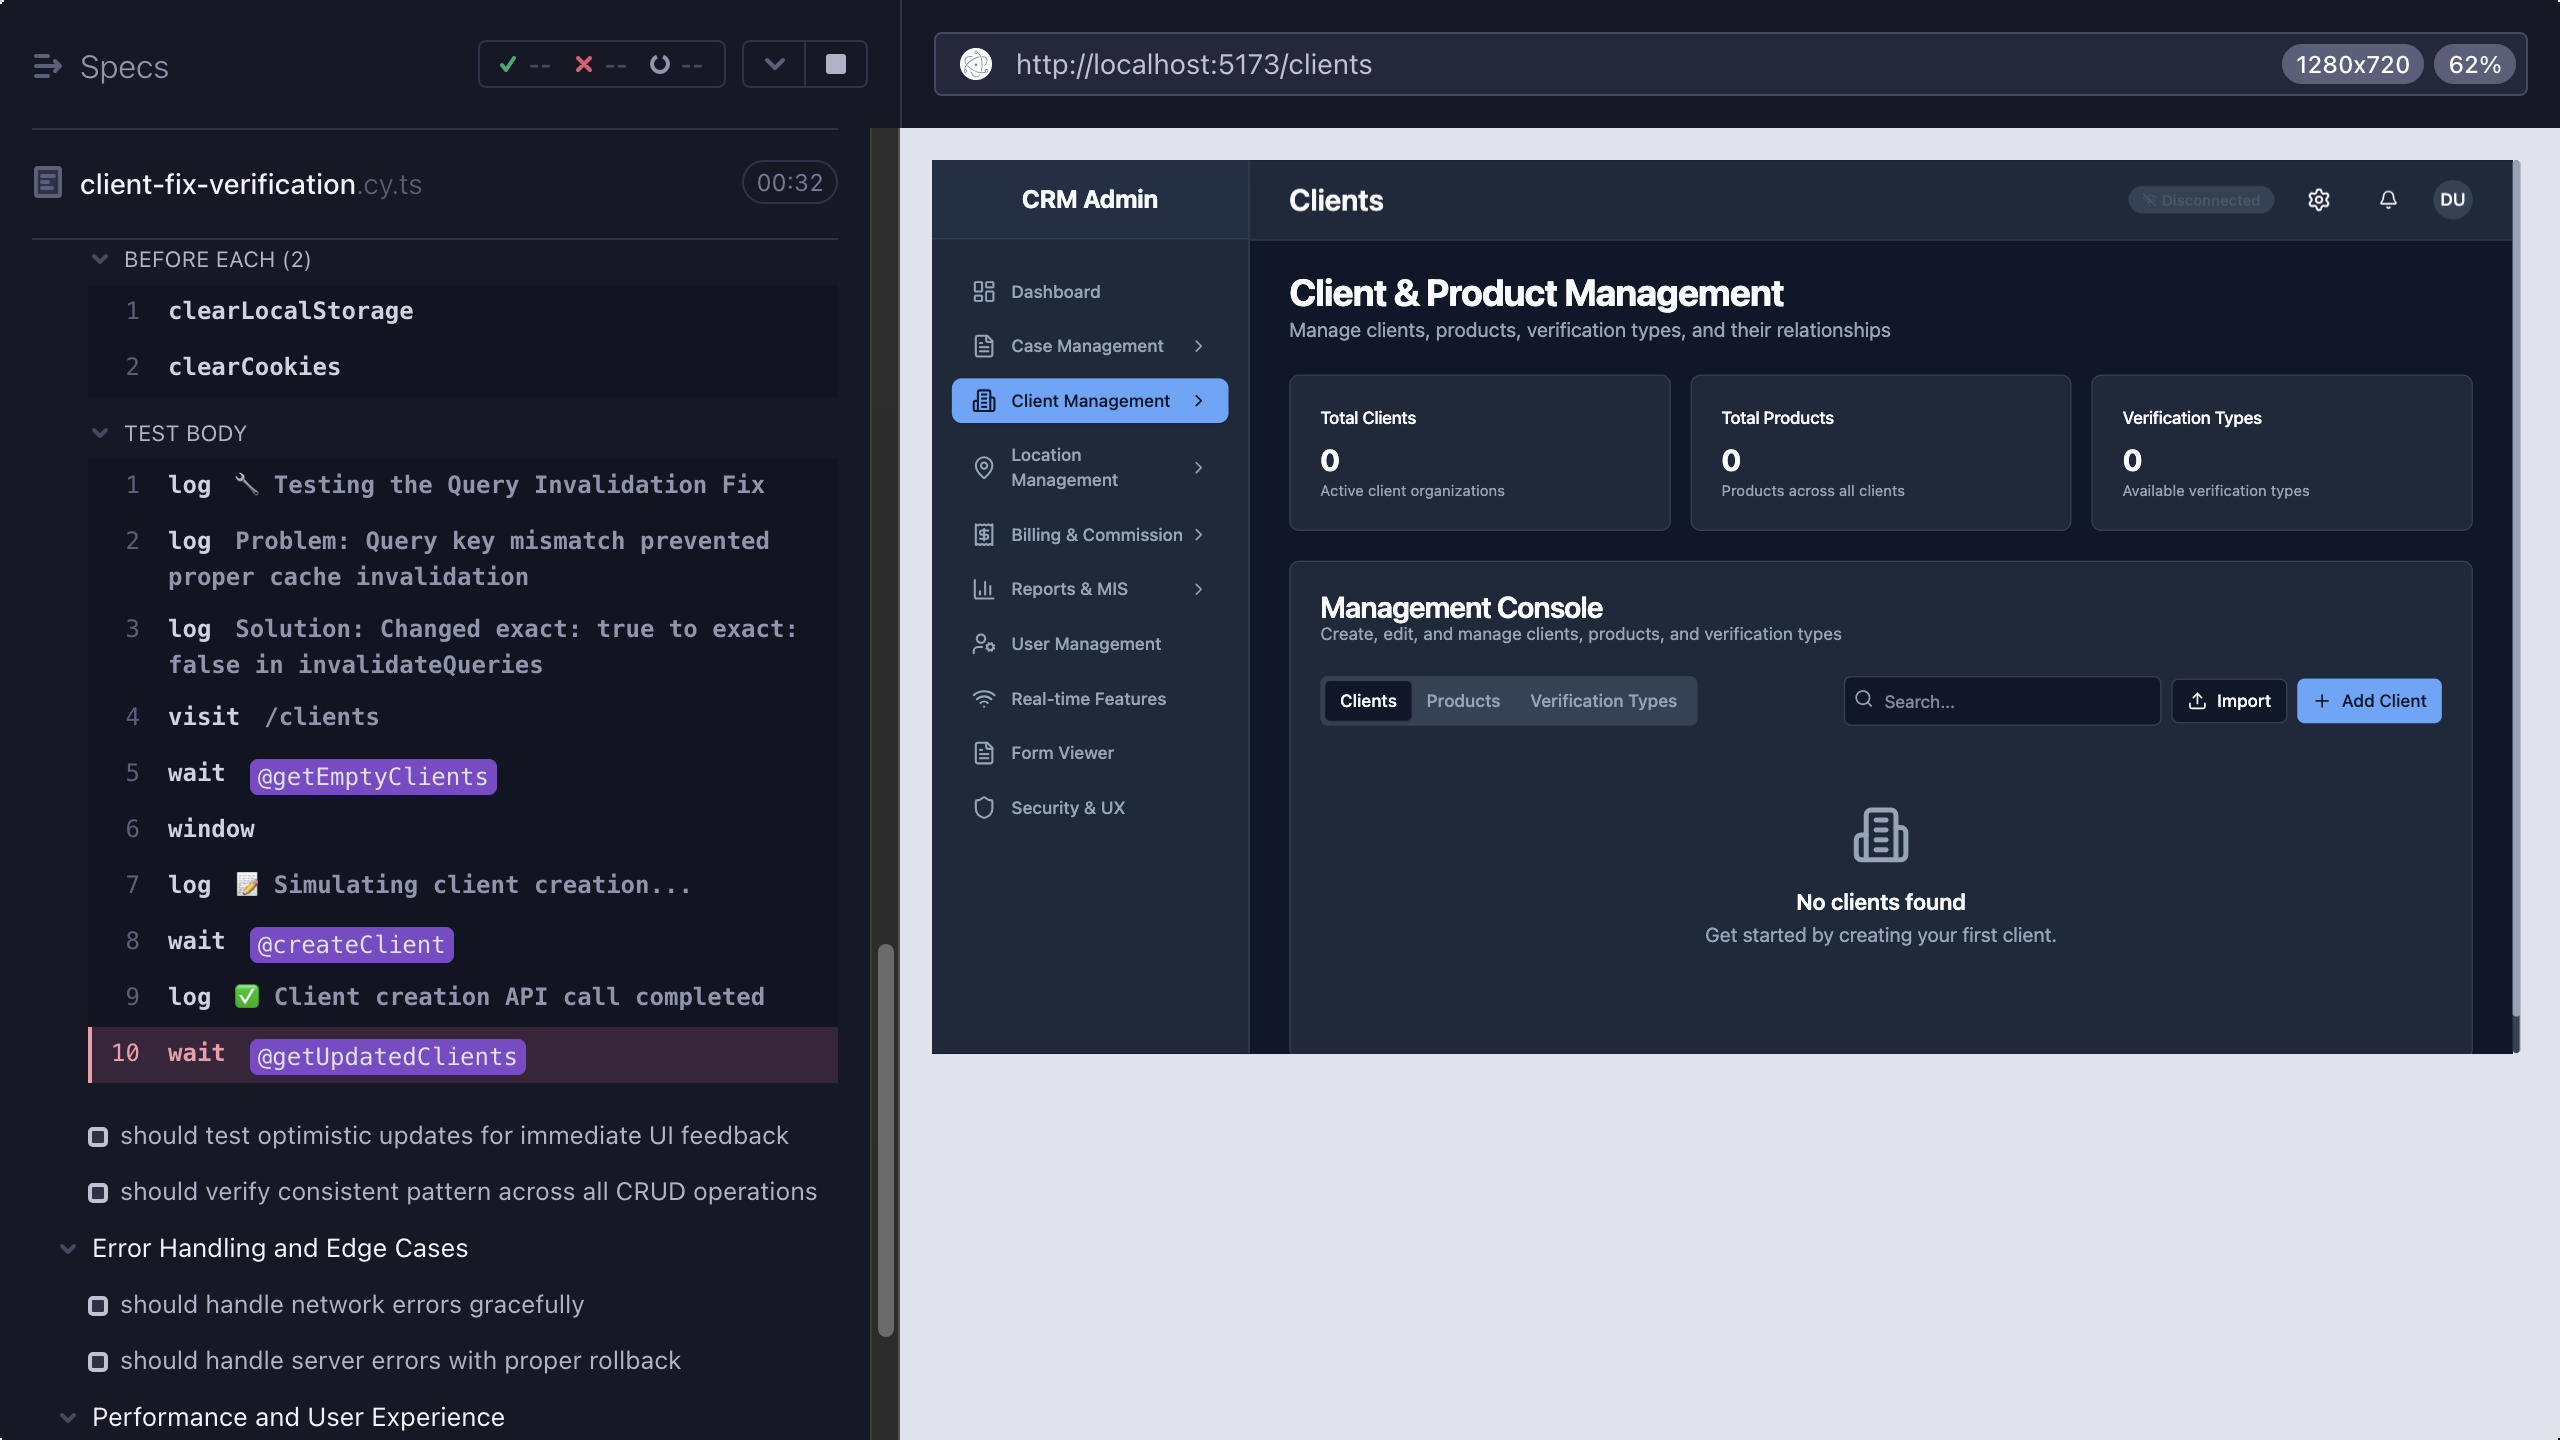 Specs
--
--
--
client-fix-verification.cy.ts
00:32
BEFORE EACH (2)
1 clearLocalStorage
2 clearCookies
TEST BODY
1 log 🔧 Testing the Query Invalidation Fix
2 log Problem: Query key mismatch prevented
proper cache invalidation
3 log Solution: Changed exact: true to exact:
false in invalidateQueries
4 visit /clients
5 wait @getEmptyClients
6 window
7 log 📝 Simulating client creation...
8 wait @createClient
9 log ✅ Client creation API call completed
10 wait @getUpdatedClients
should test optimistic updates for immediate UI feedback
should verify consistent pattern across all CRUD operations
Error Handling and Edge Cases
should handle network errors gracefully
should handle server errors with proper rollback
Performance and User Experience
http://localhost:5173/clients
1280x720
62%
CRM Admin
Dashboard
Case Management
Client Management
Location
Management
Billing & Commission
Reports & MIS
User Management
Real-time Features
Form Viewer
Security & UX
Clients
Disconnected
DU
Client & Product Management
Manage clients, products, verification types, and their relationships
Total Clients
0
Active client organizations
Total Products
0
Products across all clients
Verification Types
0
Available verification types
Management Console
Create, edit, and manage clients, products, and verification types
Clients Products Verification Types
Search...
Import
+ Add Client
No clients found
Get started by creating your first client.